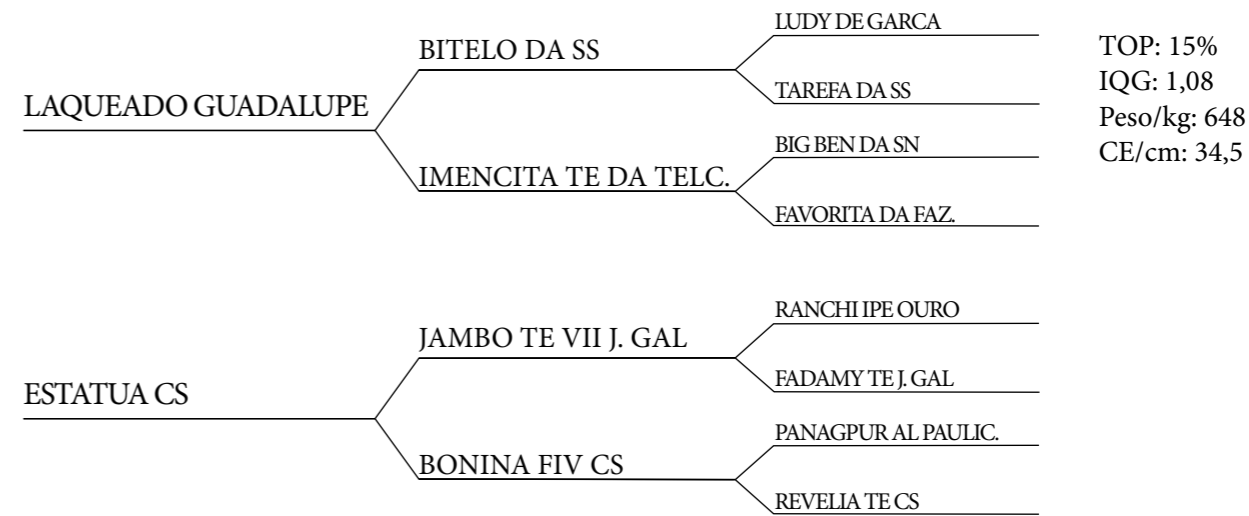 LAQUEADO GUADALUPE
BITELO DA SS
LUDY DE GARCA
TAREFA DA SS
IMENCITA TE DA TELC.
BIG BEN DA SN
FAVORITA DA FAZ.
ESTATUA CS
JAMBO TE VII J. GAL
RANCHI IPE OURO
FADAMY TE J. GAL
BONINA FIV CS
PANAGPUR AL PAULIC.
REVELIA TE CS
TOP: 15%
IQG: 1,08
Peso/kg: 648
CE/cm: 34,5